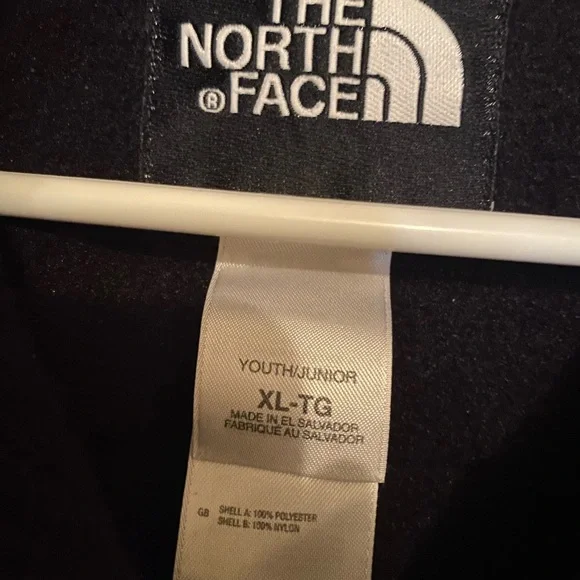 THE
NORTH
® FACE
YOUTH/JUNIOR
XL-TG
MADE IN EL SALVADOR
FABRIQUE AU SALVADOR
GB SHELL A: 100% POLYESTER
SHELL B: 100% NYLON